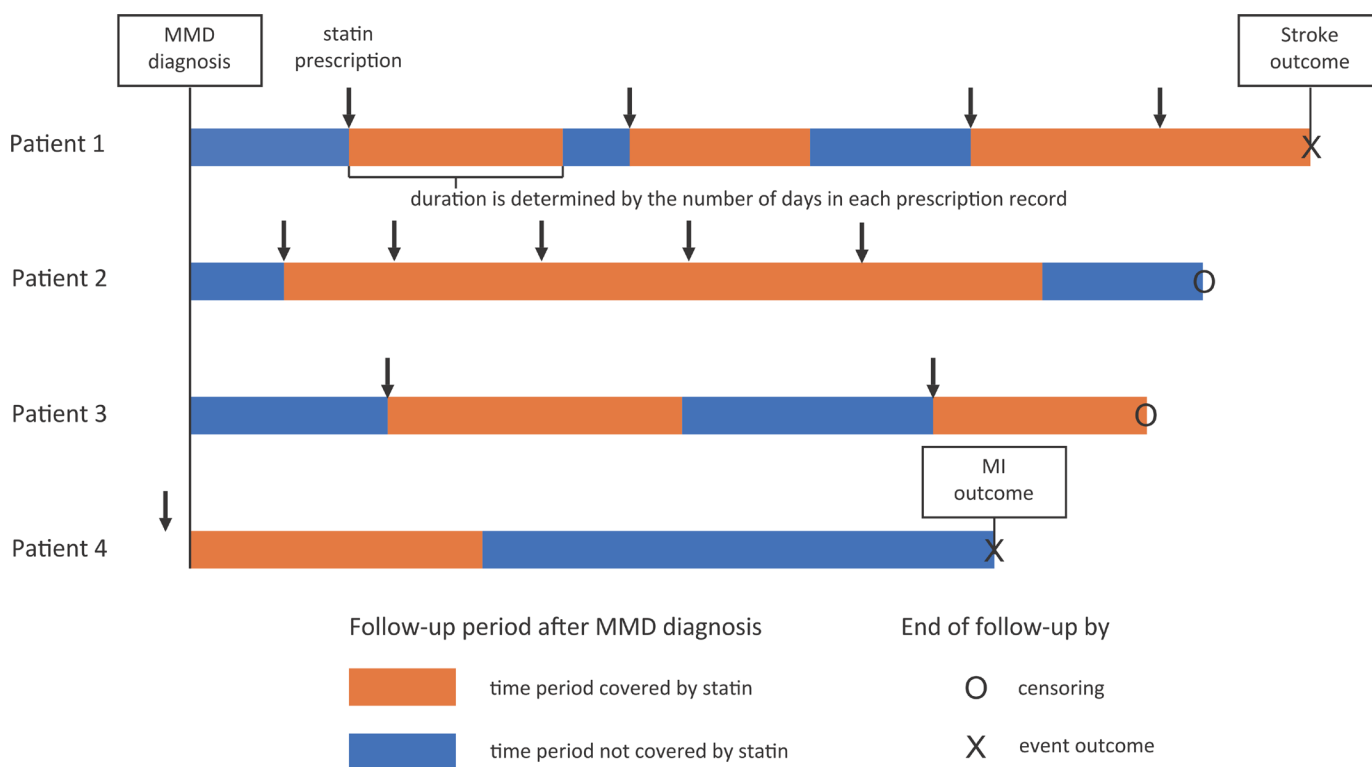 MMD
diagnosis
statin
prescription
Stroke
outcome
Patient 1
X
duration is determined by the number of days in each prescription record
Patient 2
O
Patient 3
O
MI
outcome
Patient 4
X
Follow-up period after MMD diagnosis
End of follow-up by
time period covered by statin
O censoring
time period not covered by statin
X event outcome